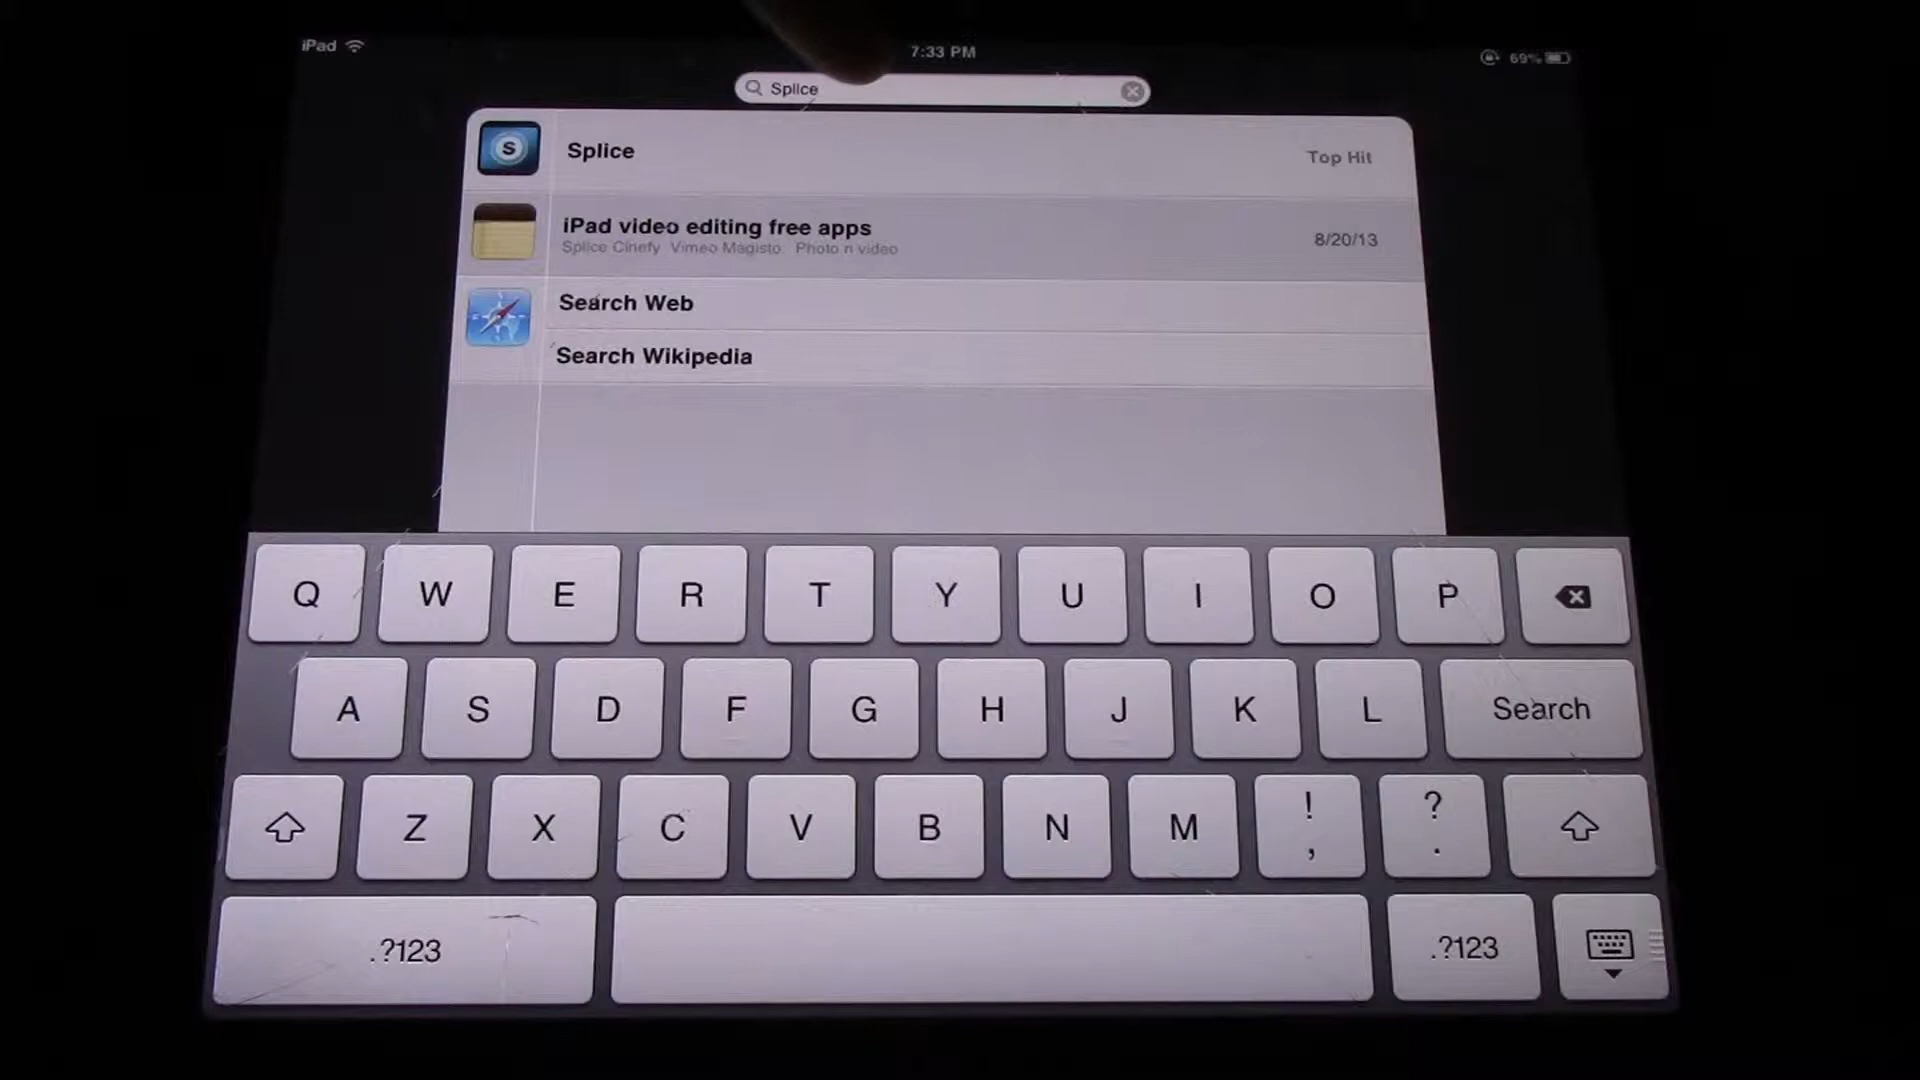 iPad
7:33 PM
69%
Splice
S
Splice
Top Hit
iPad video editing free apps
Splice Cinefy Vimeo Magisto Photo n video
8/20/13
Search Web
Search Wikipedia
Q W E R T Y U I O P
A S D F G H J K L Search
Z X C V B N M ! , ? .
.?123 .?123